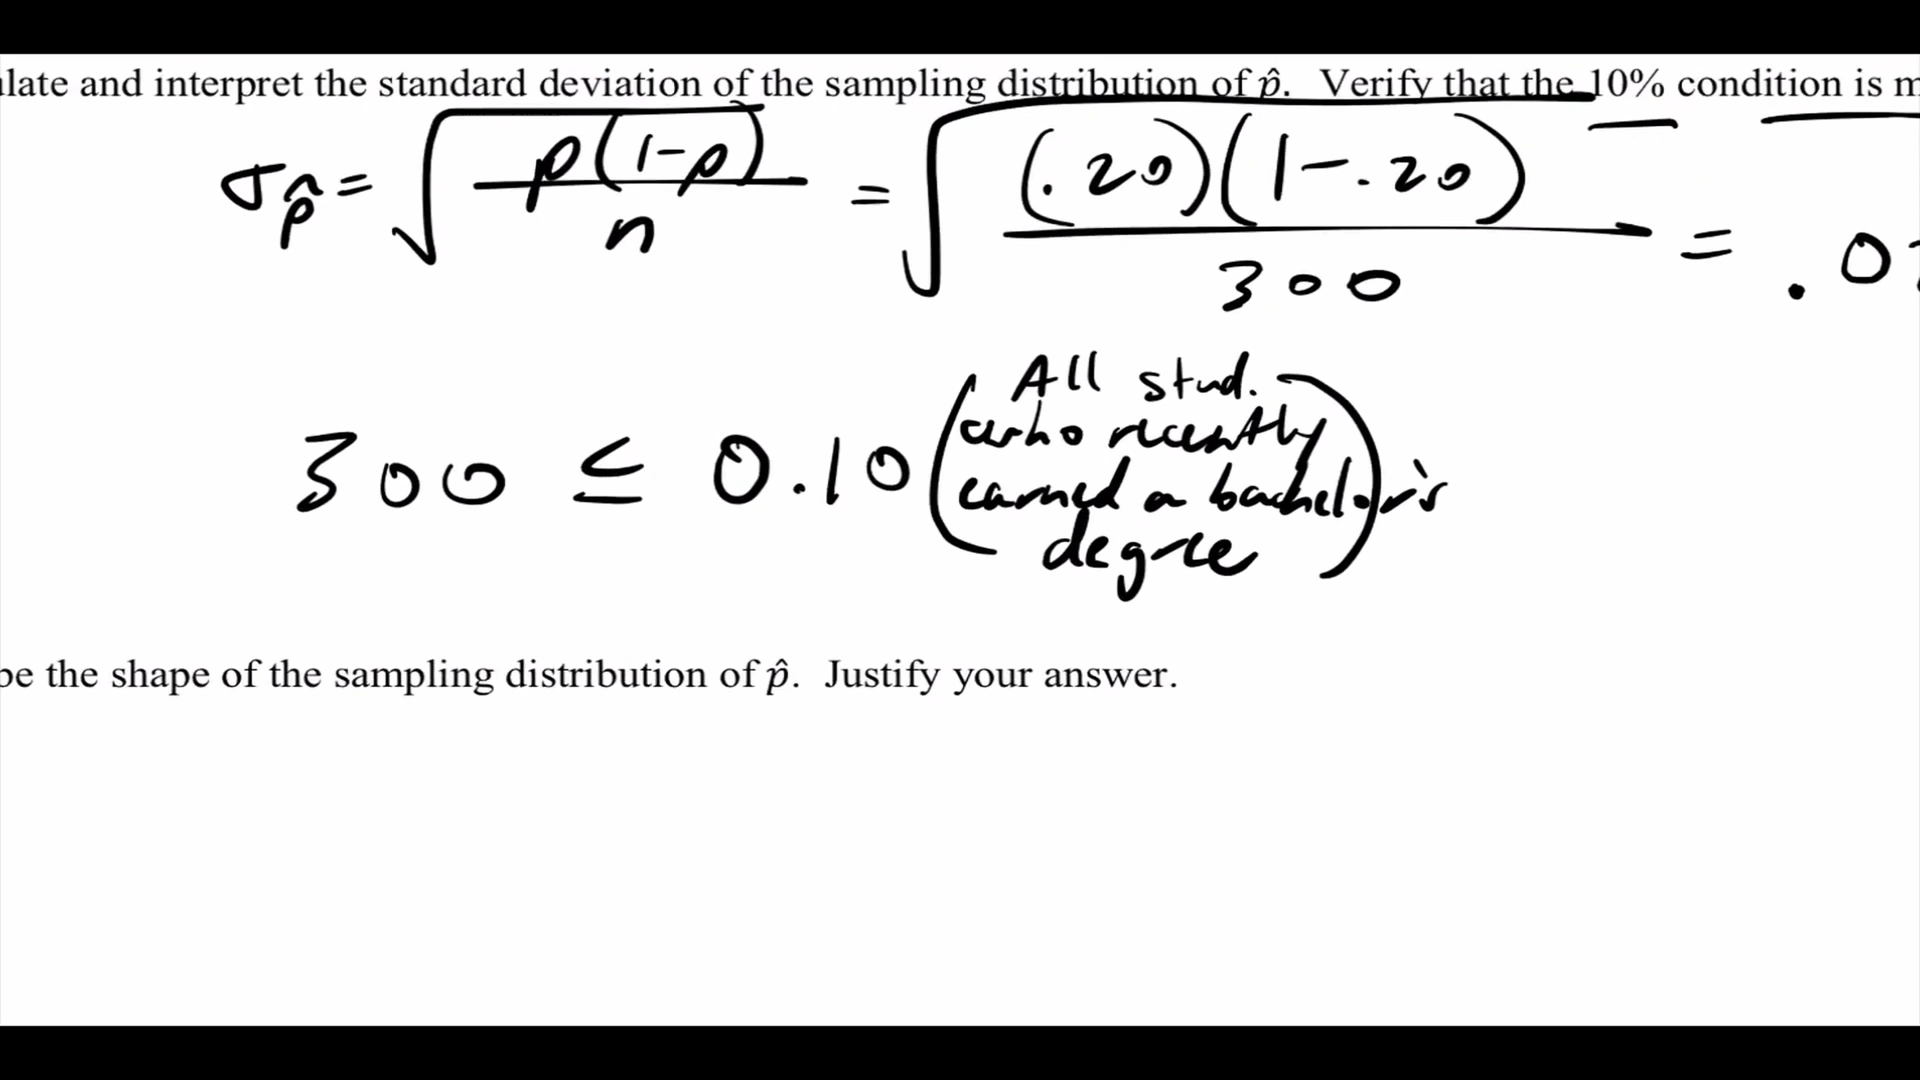 late and interpret the standard deviation of the sampling distribution of p̂. Verify that the 10% condition is m
σp̂ = √(p(1-p)/n) = √((.20)(1-.20)/300) = .0
300 ≤ 0.10 (All stud.
who recently
earned a bachelor's
degree)
be the shape of the sampling distribution of p̂. Justify your answer.